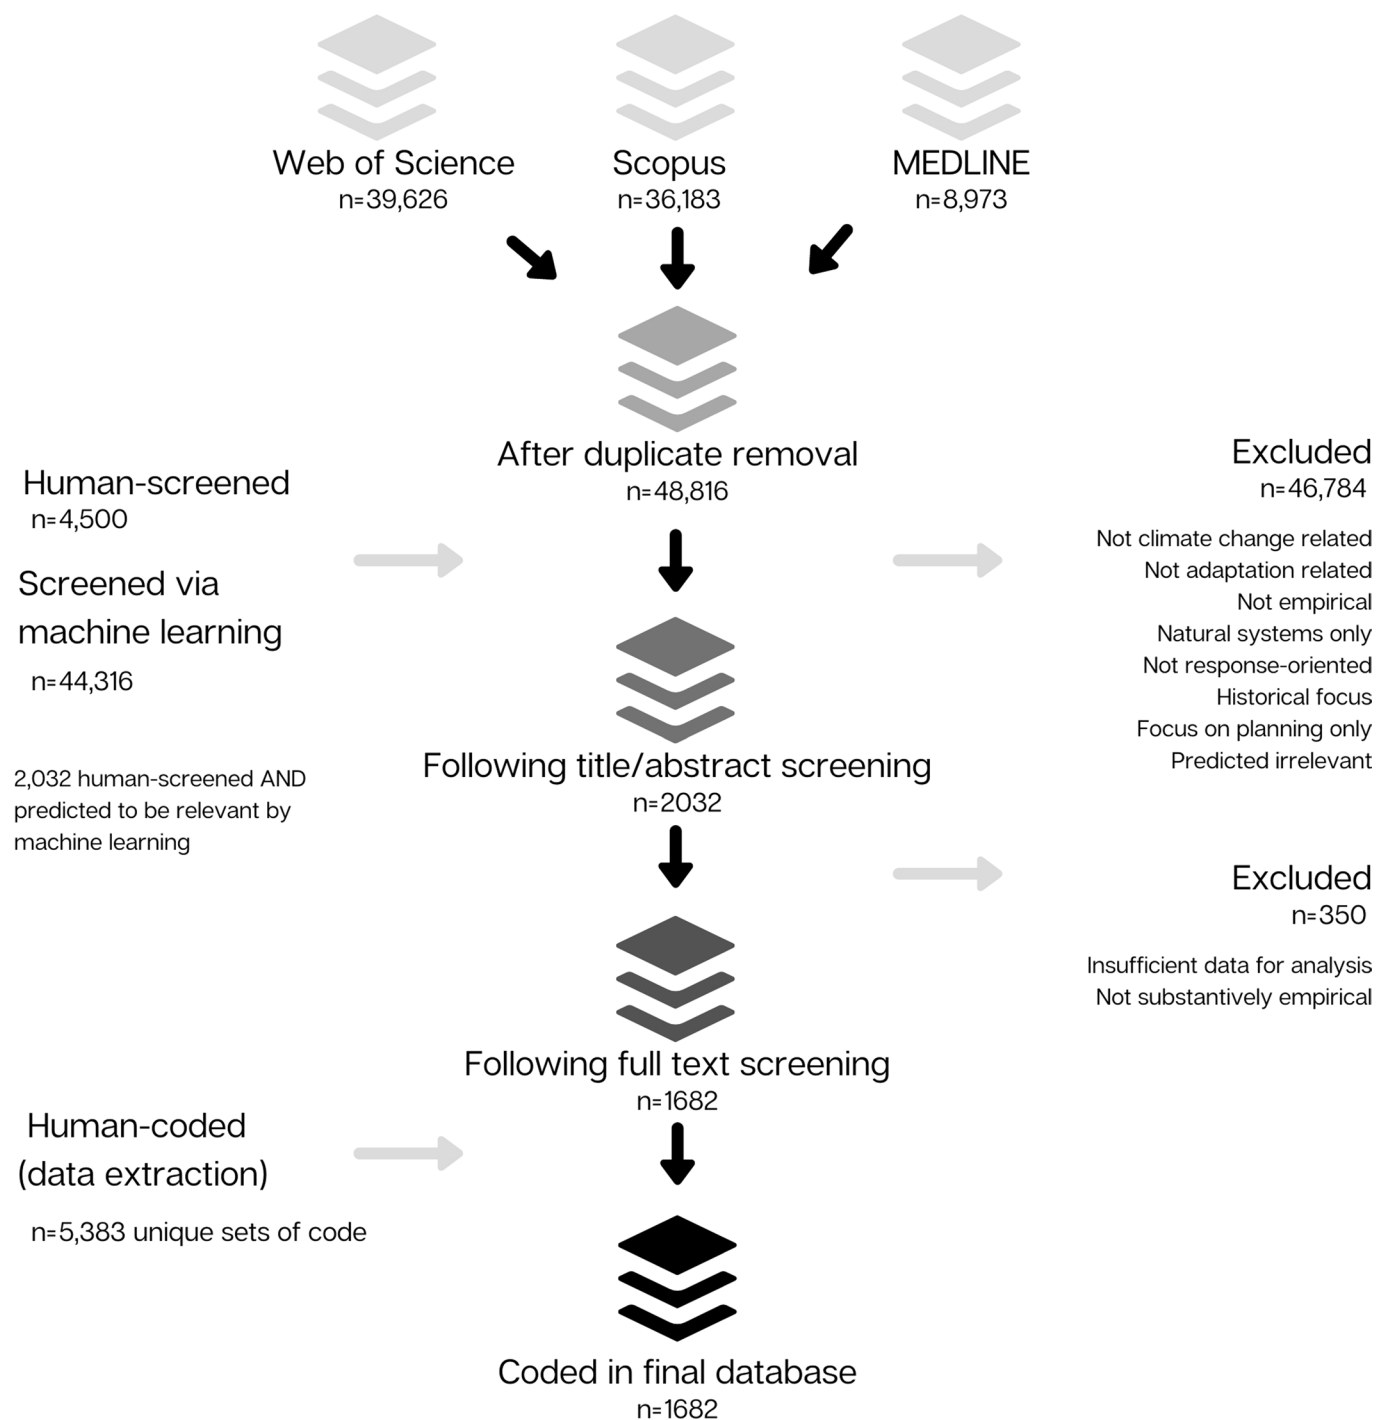 Web of Science
n=39,626
Scopus
n=36,183
MEDLINE
n=8,973
After duplicate removal
n=48,816
Human-screened
n=4,500
Screened via
machine learning
n=44,316
Excluded
n=46,784
Not climate change related
Not adaptation related
Not empirical
Natural systems only
Not response-oriented
Historical focus
Focus on planning only
Predicted irrelevant
Following title/abstract screening
n=2032
2,032 human-screened AND
predicted to be relevant by
machine learning
Excluded
n=350
Insufficient data for analysis
Not substantively empirical
Following full text screening
n=1682
Human-coded
(data extraction)
n=5,383 unique sets of code
Coded in final database
n=1682